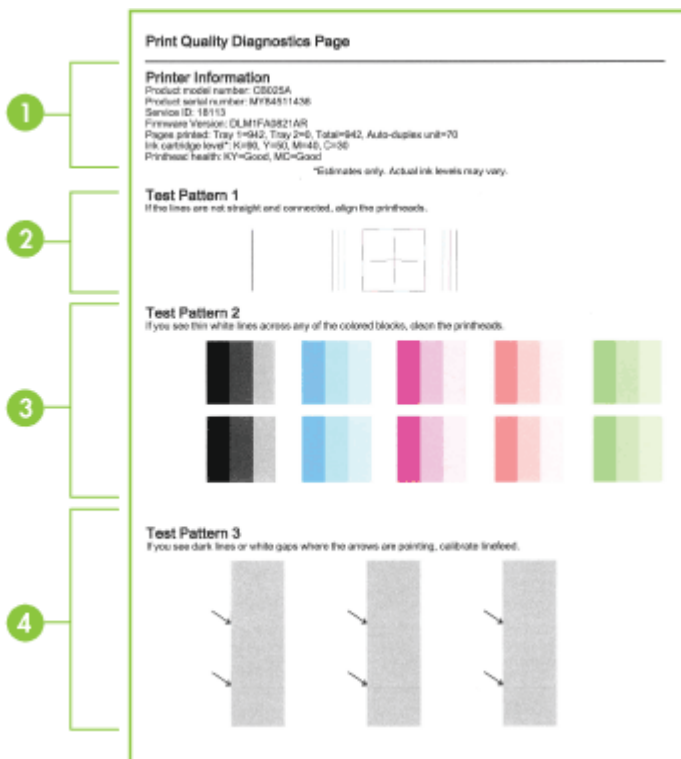 Print Quality Diagnostics Page
1
Printer Information
Product model number: CB025A
Product serial number: MY84511436
Service ID: 18113
Firmware Version: DLM1FA0821AR
Pages printed: Tray 1=942, Tray 2=0, Total=942, Auto-duplex unit=70
Ink cartridge level*: K=90, Y=50, M=40, C=30
Printhead health: KY=Good, MC=Good
*Estimates only. Actual ink levels may vary.
2
Test Pattern 1
If the lines are not straight and connected, align the printheads.
3
Test Pattern 2
If you see thin white lines across any of the colored blocks, clean the printheads.
4
Test Pattern 3
If you see dark lines or white gaps where the arrows are pointing, calibrate linefeed.